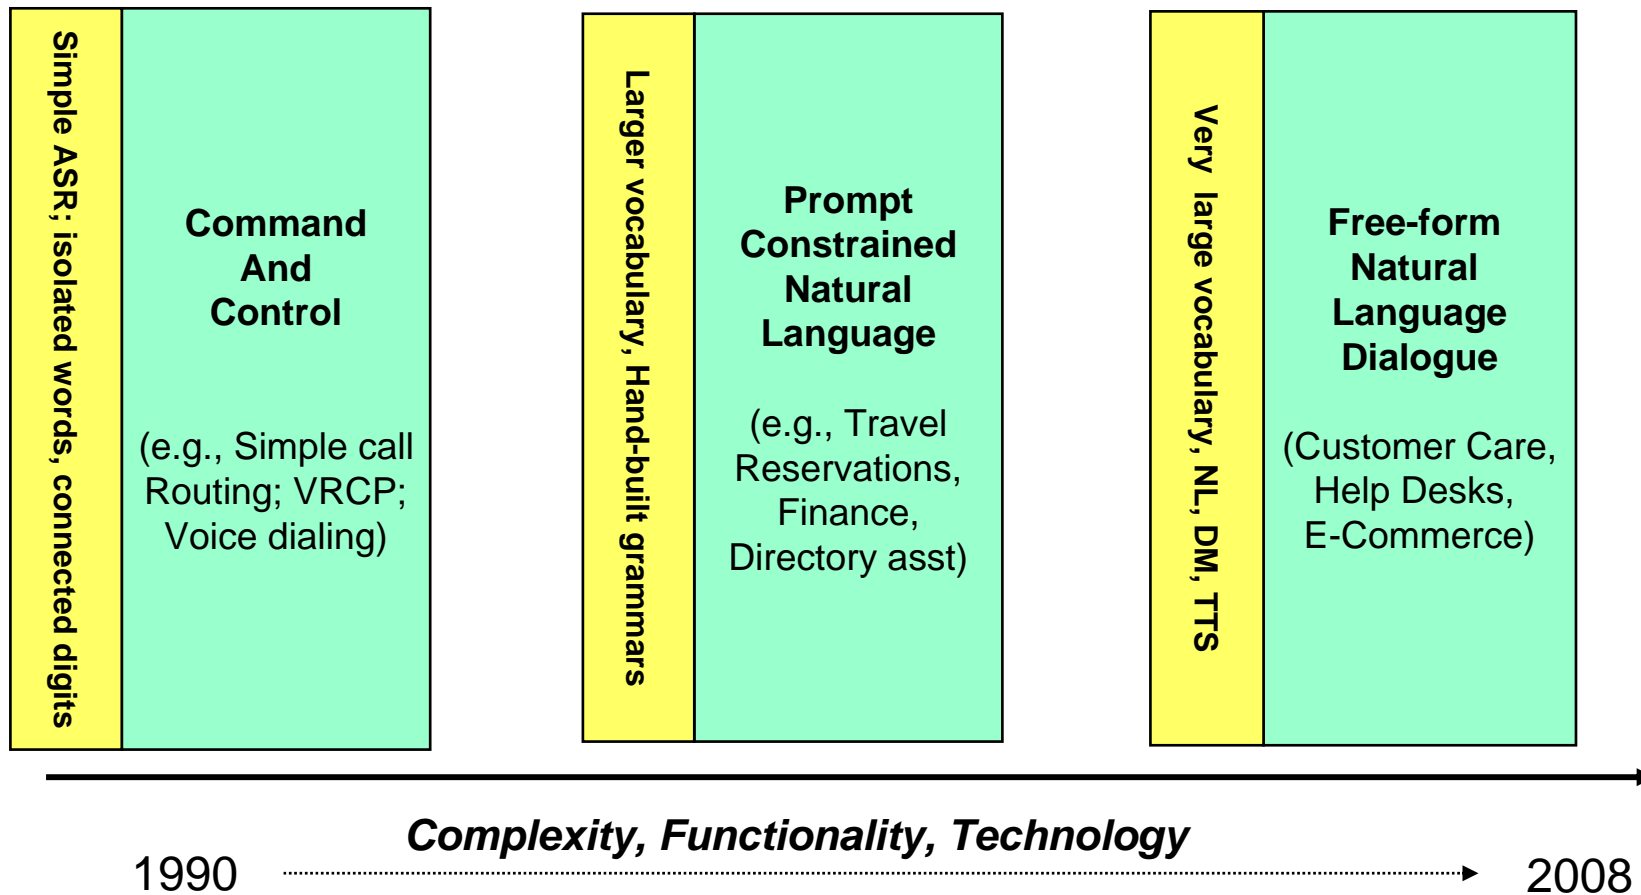 Simple ASR; isolated words, connected digits
Command
And
Control
(e.g., Simple call
Routing; VRCP;
Voice dialing)
Larger vocabulary, Hand-built grammars
Prompt
Constrained
Natural
Language
(e.g., Travel
Reservations,
Finance,
Directory asst)
Very large vocabulary, NL, DM, TTS
Free-form
Natural
Language
Dialogue
(Customer Care,
Help Desks,
E-Commerce)
Complexity, Functionality, Technology
1990
2008